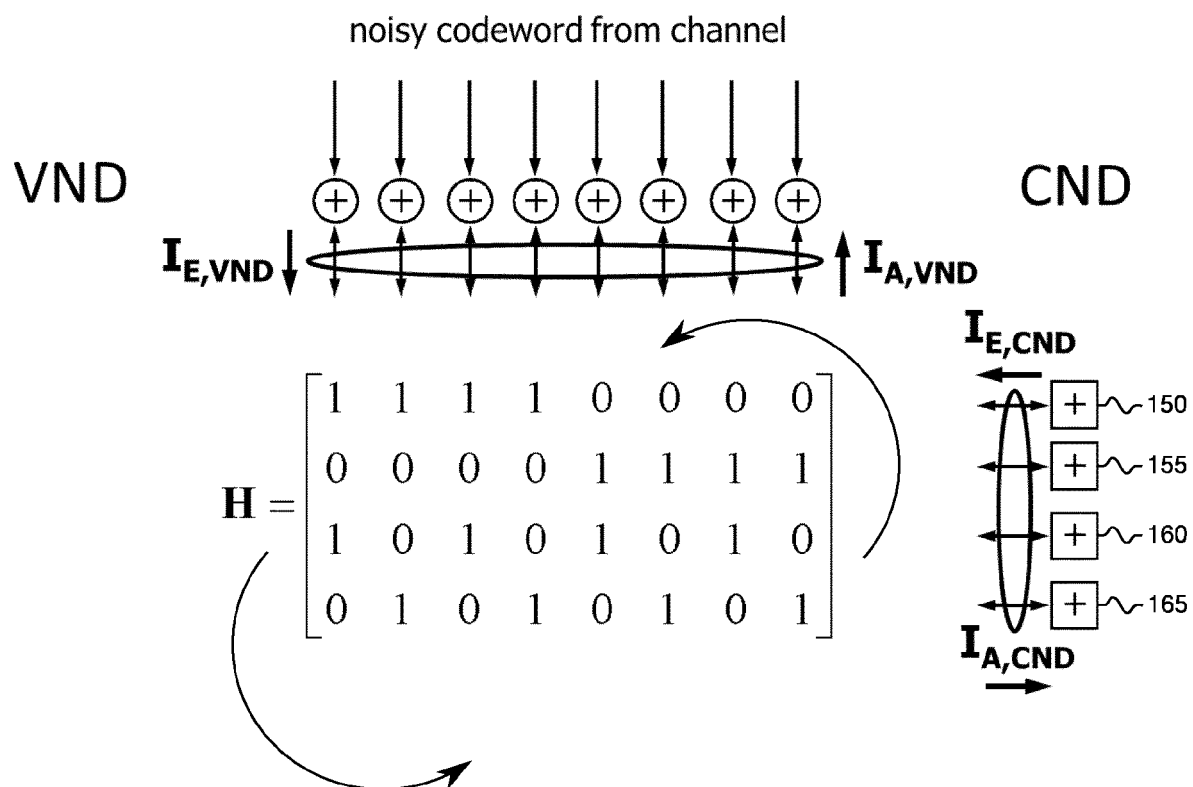 noisy codeword from channel
VND
CND
+ + + + + + + +
I_E,VND
I_A,VND
I_E,CND
1 1 1 1 0 0 0 0
+ 150
0 0 0 0 1 1 1 1
+ 155
H =
1 0 1 0 1 0 1 0
+ 160
0 1 0 1 0 1 0 1
+ 165
I_A,CND